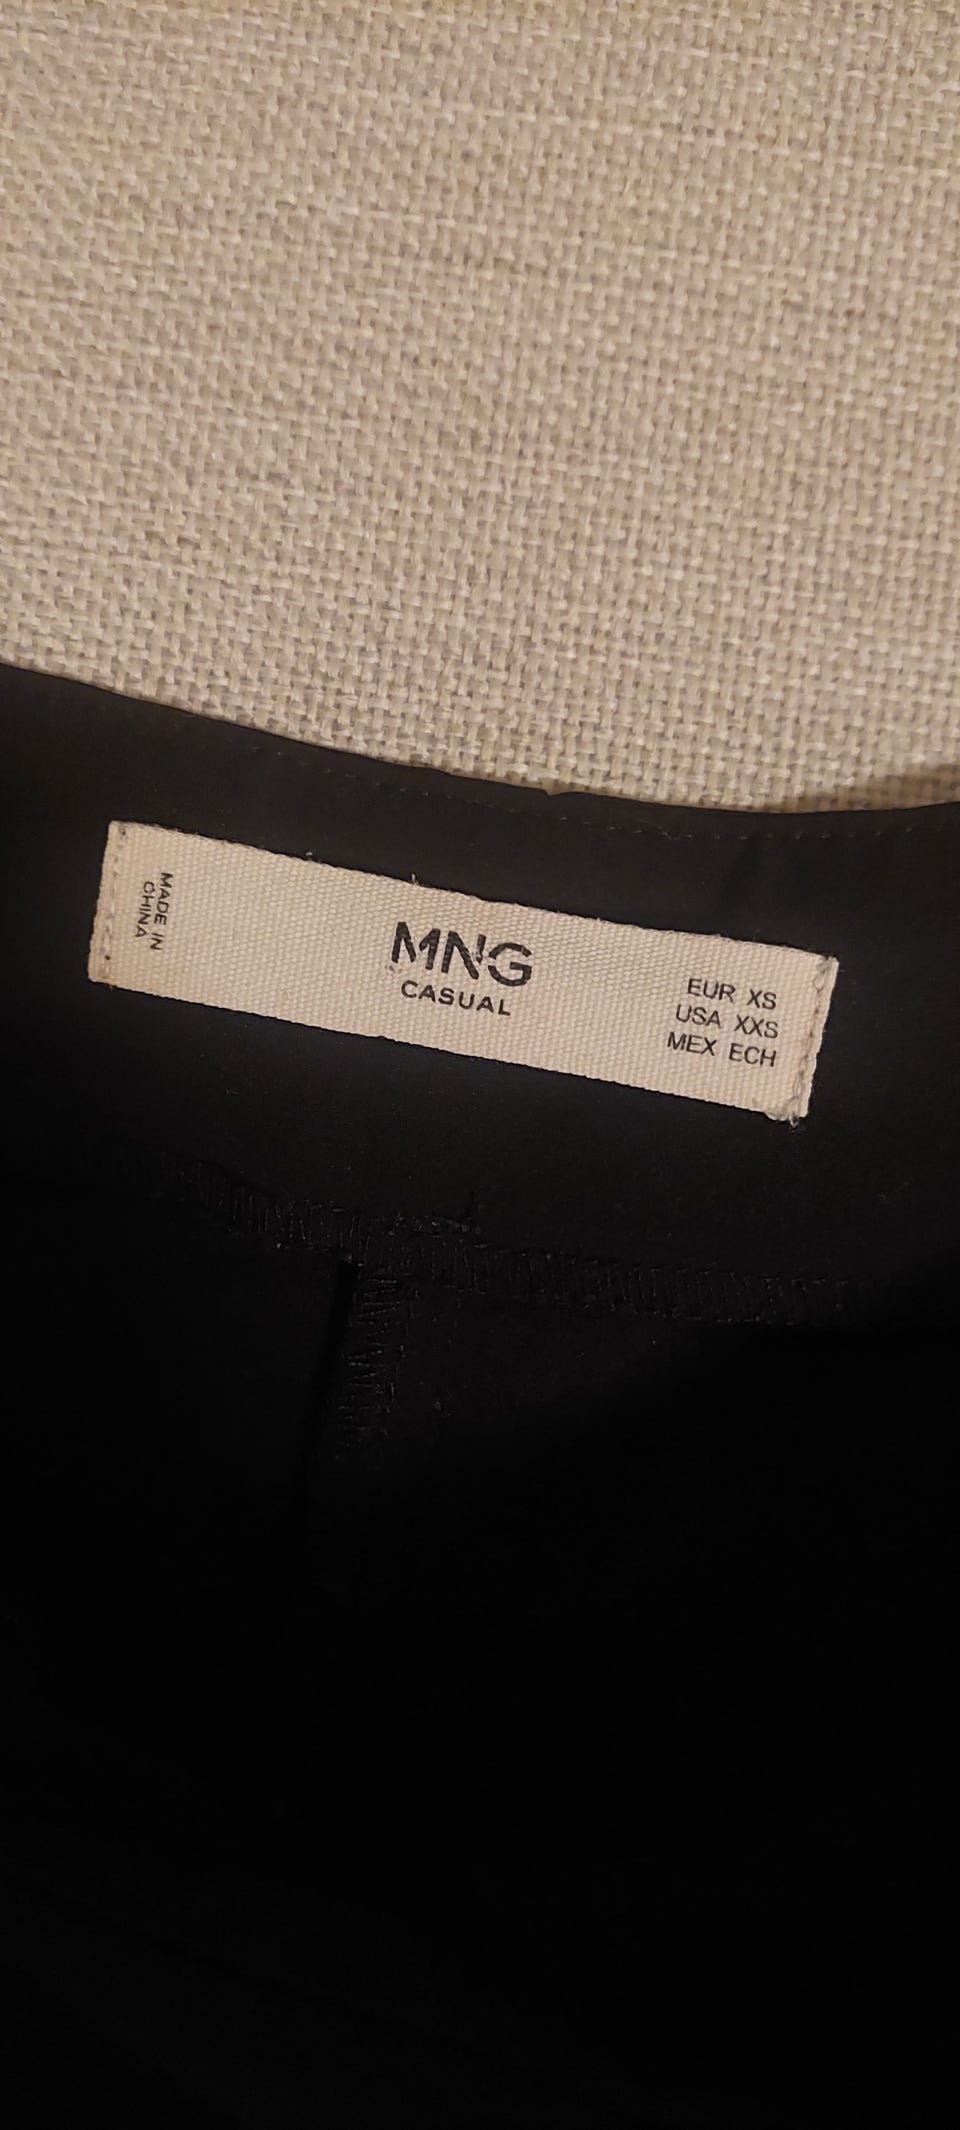 MADE IN
CHINA
MNG
CASUAL
EUR XS
USA XXS
MEX ECH